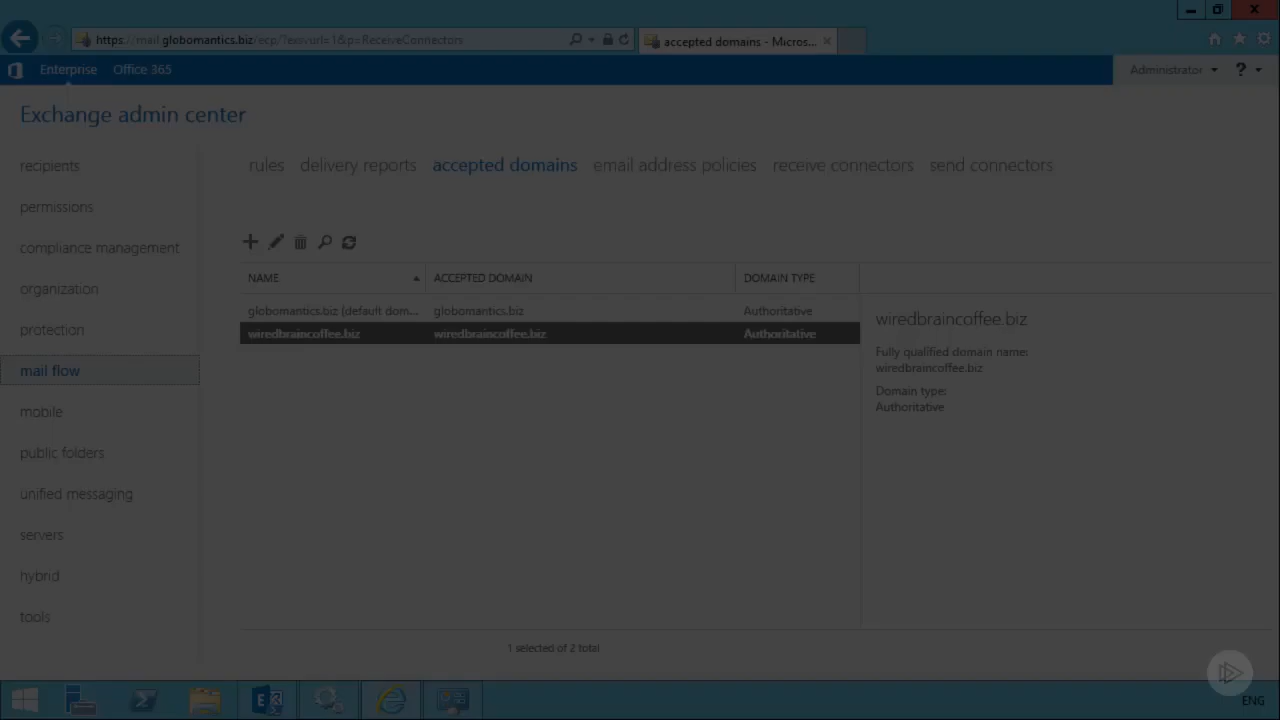 https://mail.globomantics.biz/ecp/?exsvurl=1&p=ReceiveConnectors
accepted domains - Micros...
Enterprise Office 365
Administrator ?
Exchange admin center
recipients
permissions
compliance management
organization
protection
mail flow
mobile
public folders
unified messaging
servers
hybrid
tools
rules delivery reports accepted domains email address policies receive connectors send connectors
NAME ACCEPTED DOMAIN DOMAIN TYPE
globomantics.biz (default dom... globomantics.biz Authoritative
wiredbraincoffee.biz wiredbraincoffee.biz Authoritative
wiredbraincoffee.biz
Fully qualified domain name:
wiredbraincoffee.biz
Domain type:
Authoritative
1 selected of 2 total
ENG